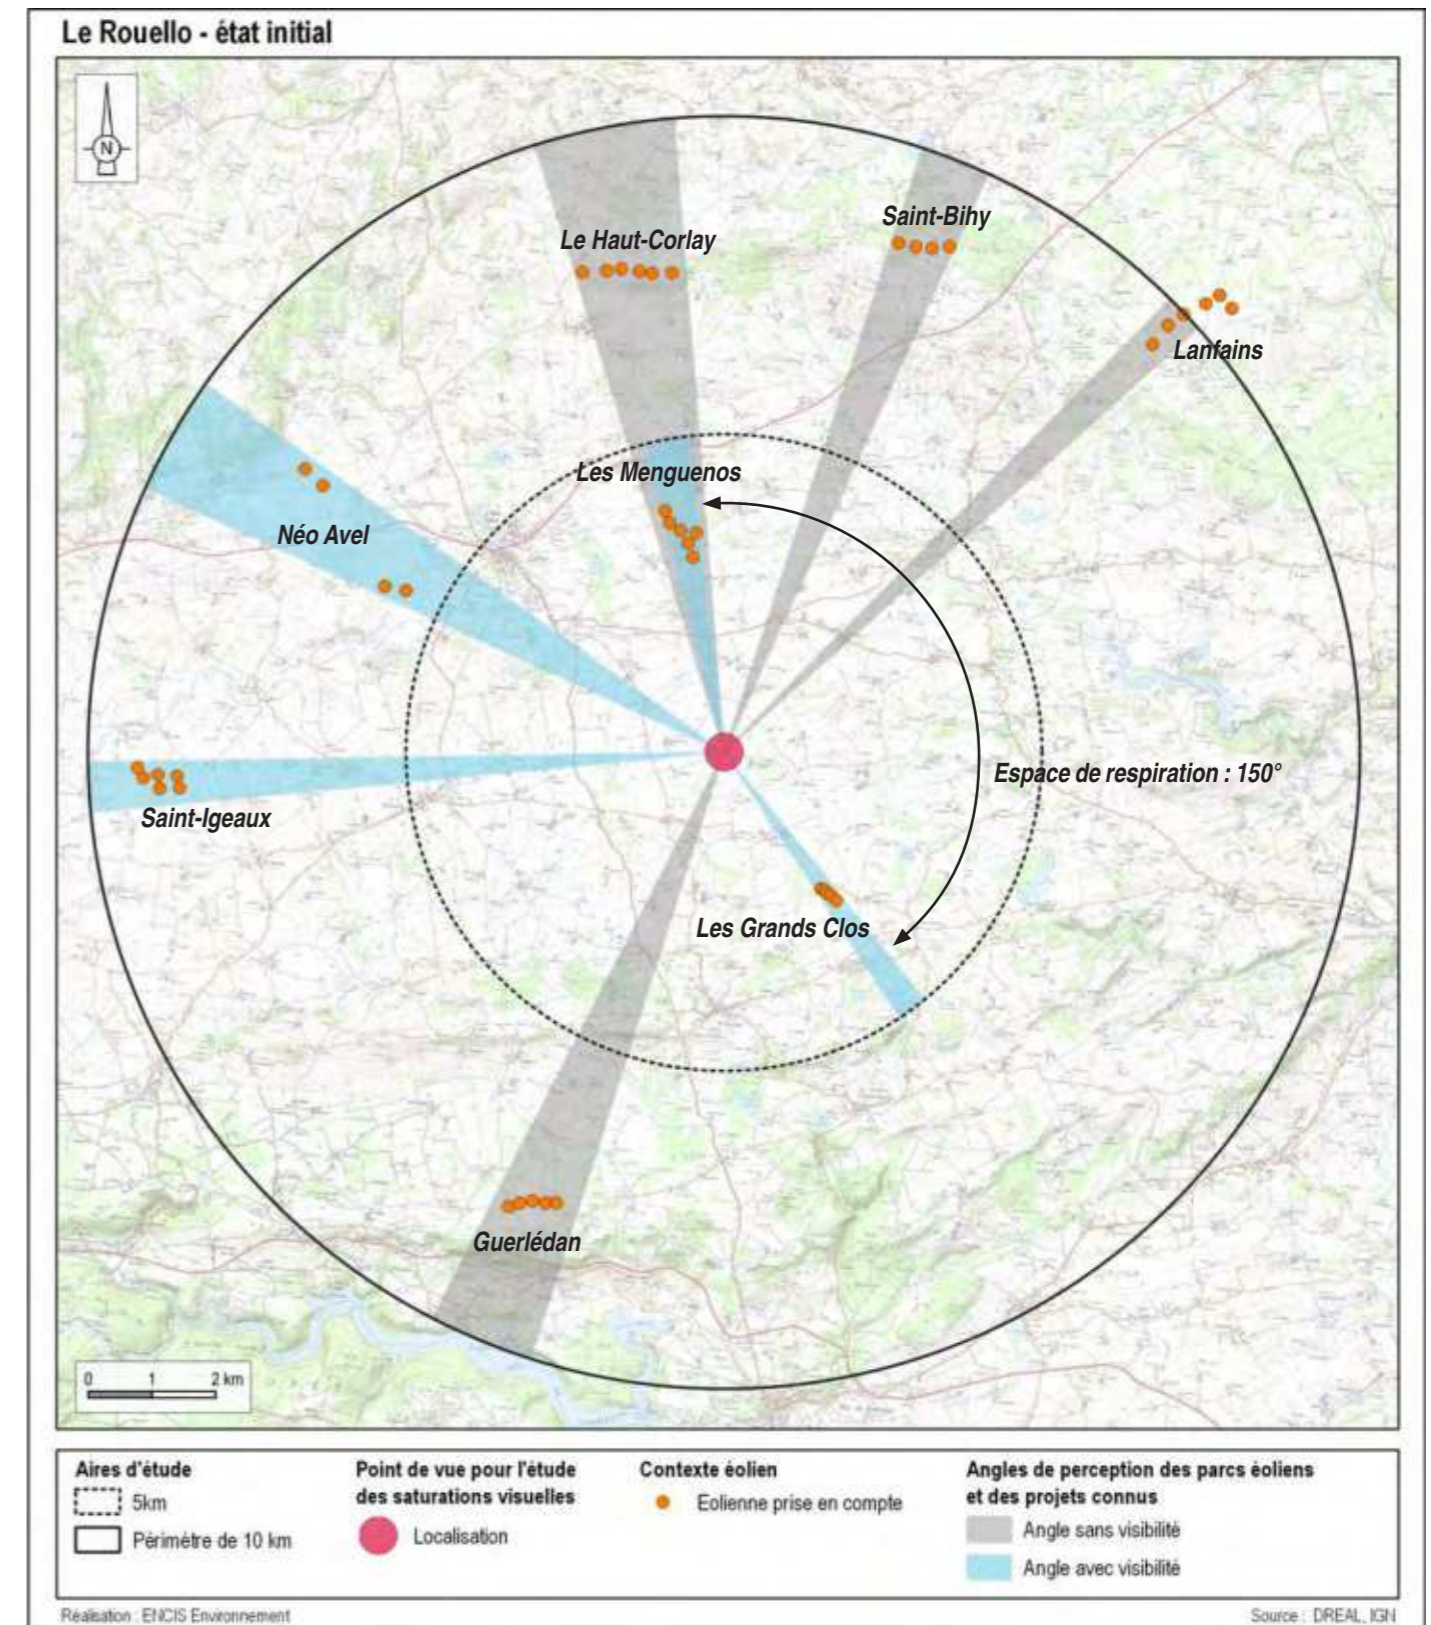 Le Rouello - état initial
N
Saint-Bihy
Le Haut-Corlay
Lanfains
Les Menguenos
Néo Avel
Espace de respiration : 150°
Saint-Igeaux
Les Grands Clos
Guerlédan
0 1 2 km
Aires d'étude
5km
Périmètre de 10 km
Point de vue pour l'étude
des saturations visuelles
Localisation
Contexte éolien
Eolienne prise en compte
Angles de perception des parcs éoliens
et des projets connus
Angle sans visibilité
Angle avec visibilité
Réalisation : ENCIS Environnement
Source : DREAL, IGN